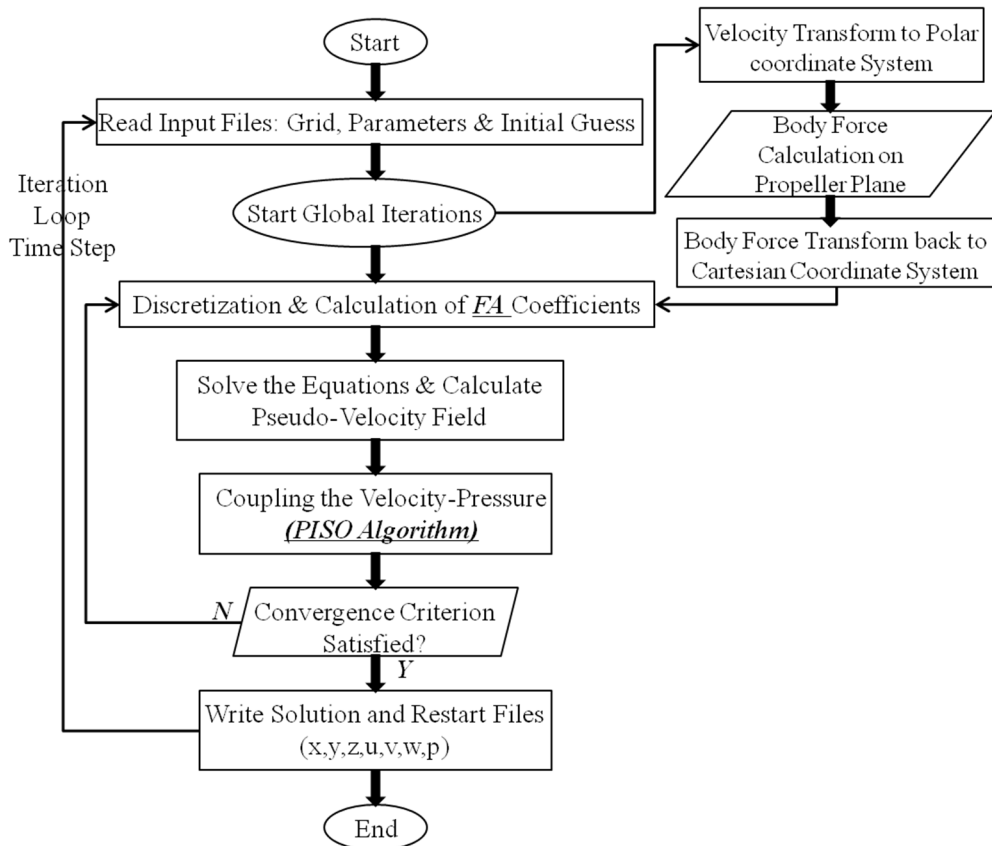 Start
Read Input Files: Grid, Parameters & Initial Guess
Iteration
Loop
Time Step
Start Global Iterations
Velocity Transform to Polar
coordinate System
Body Force
Calculation on
Propeller Plane
Body Force Transform back to
Cartesian Coordinate System
Discretization & Calculation of FA Coefficients
Solve the Equations & Calculate
Pseudo-Velocity Field
Coupling the Velocity-Pressure
(PISO Algorithm)
N
Convergence Criterion
Satisfied?
Y
Write Solution and Restart Files
(x,y,z,u,v,w,p)
End